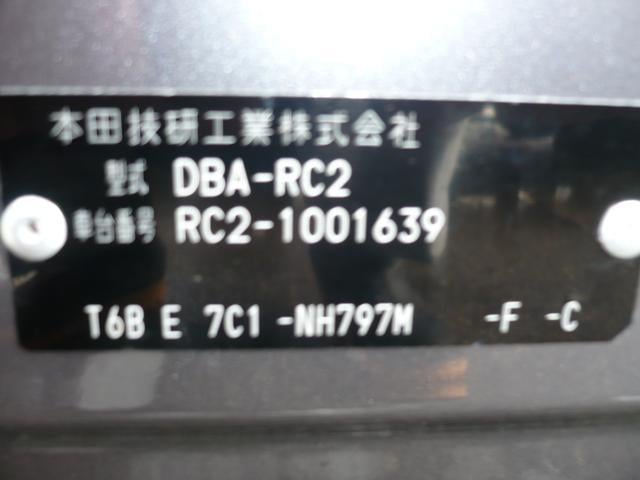 本田技研工業株式会社
型式 DBA-RC2
車台番号 RC2-1001639
T6B E 7C1 -NH797M -F -C